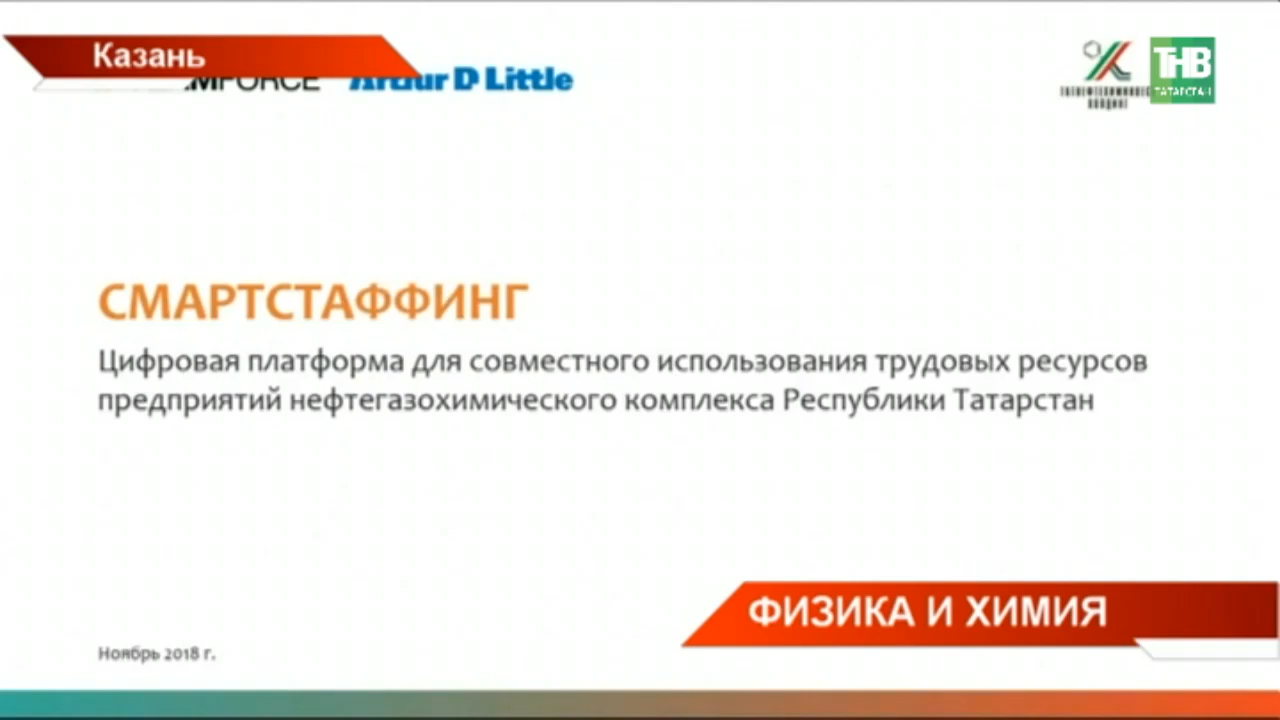 Казань
MFORCE
Arthur D Little
ТНВ
ТАТАРСТАН
СМАРТСТАФФИНГ
Цифровая платформа для совместного использования трудовых ресурсов
предприятий нефтегазохимического комплекса Республики Татарстан
ФИЗИКА И ХИМИЯ
Ноябрь 2018 г.